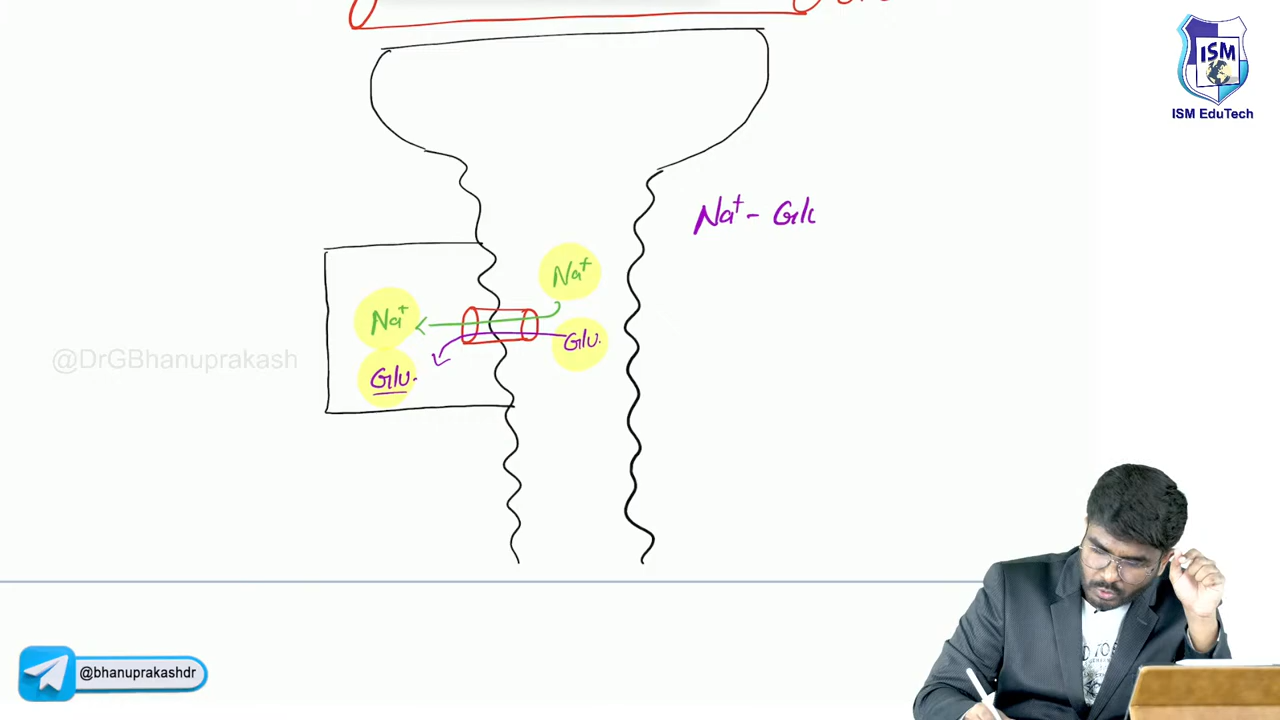 ISM
ISM EduTech
Na⁺ - Glu
Na⁺
Na⁺
Glu.
Glu.
@DrGBhanuprakash
@bhanuprakashdr